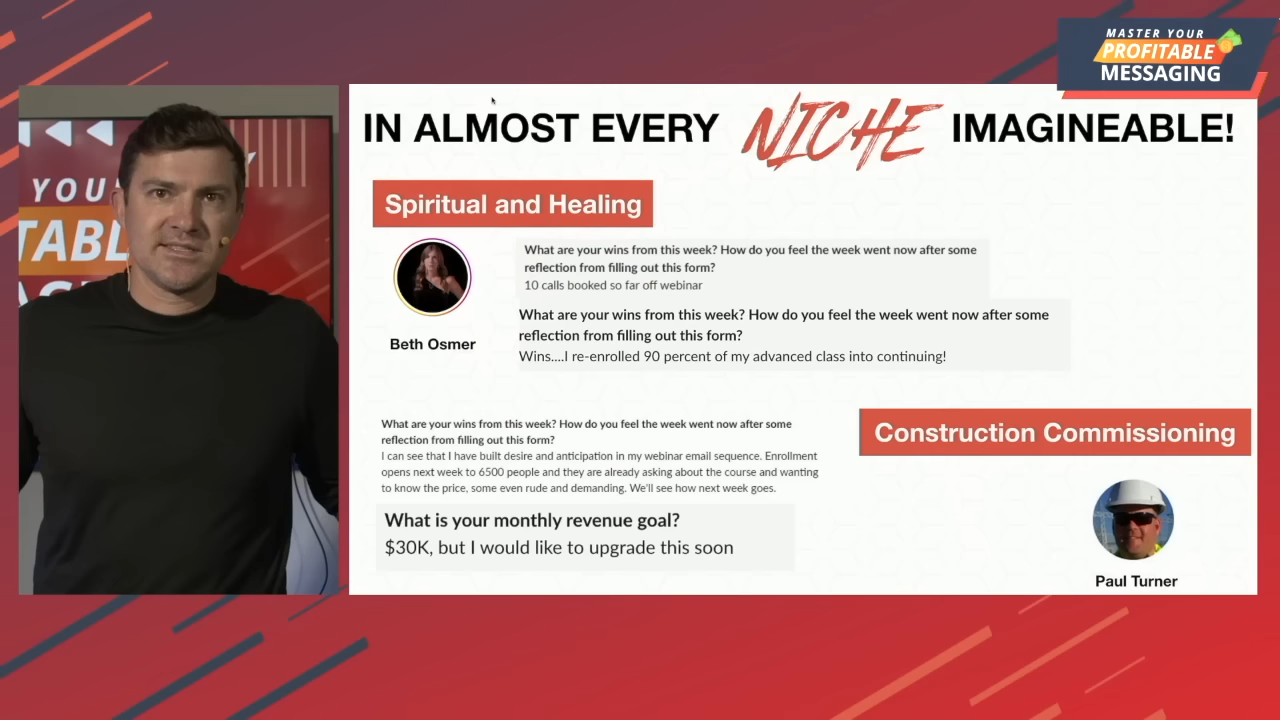 MASTER YOUR
PROFITABLE
MESSAGING
YOU
TABL
IN ALMOST EVERY NICHE IMAGINEABLE!
Spiritual and Healing
What are your wins from this week? How do you feel the week went now after some
reflection from filling out this form?
10 calls booked so far off webinar
What are your wins from this week? How do you feel the week went now after some
reflection from filling out this form?
Wins....I re-enrolled 90 percent of my advanced class into continuing!
Beth Osmer
What are your wins from this week? How do you feel the week went now after some
reflection from filling out this form?
I can see that I have built desire and anticipation in my webinar email sequence. Enrollment
opens next week to 6500 people and they are already asking about the course and wanting
to know the price, some even rude and demanding. We'll see how next week goes.
What is your monthly revenue goal?
$30K, but I would like to upgrade this soon
Construction Commissioning
Paul Turner